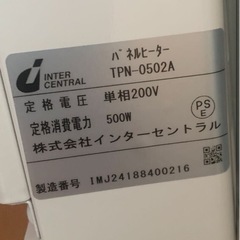 INTER
CENTRAL
パネルヒーター
TPN-0502A
定格電圧 単相200V
定格消費電力 500W
PS
E
株式会社インターセントラル
製造番号 IMJ24188400216